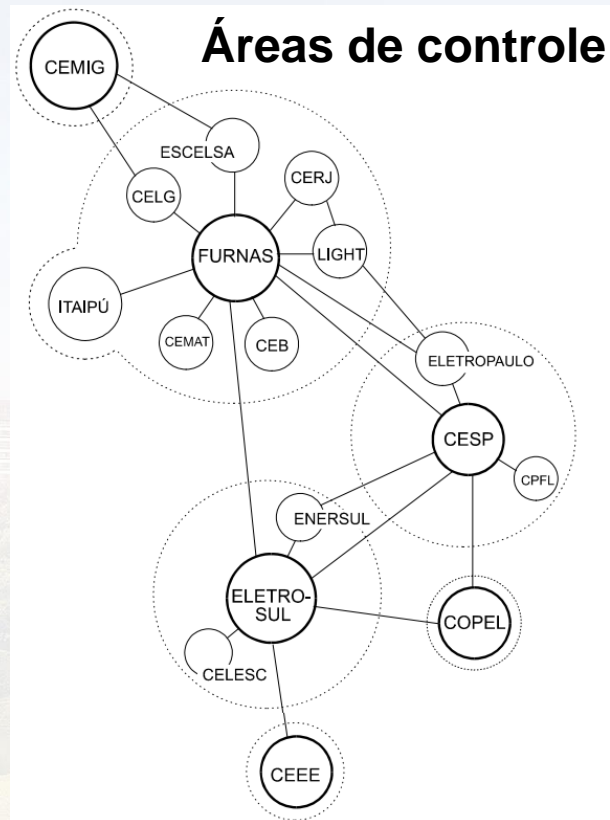 Áreas de controle
CEMIG
ESCELSA
CERJ
CELG
FURNAS
LIGHT
ITAIPÚ
CEMAT
CEB
ELETROPAULO
CESP
CPFL
ENERSUL
ELETRO-
SUL
COPEL
CELESC
CEEE